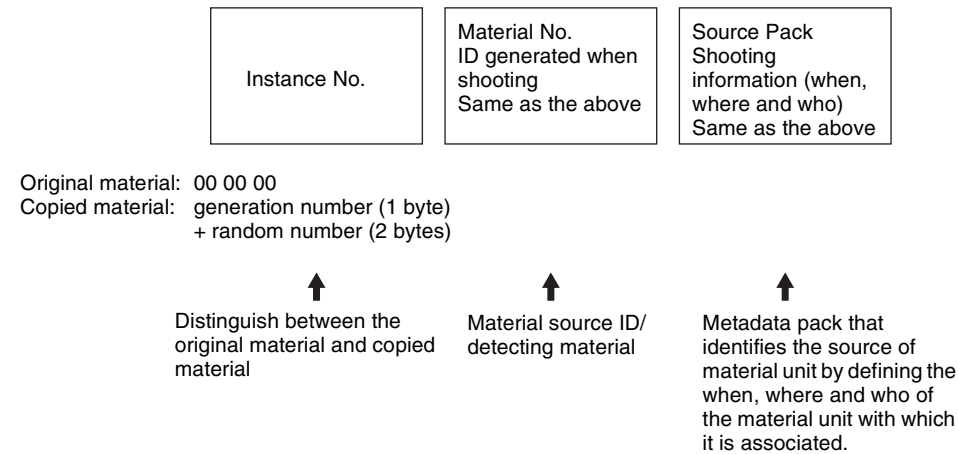 Instance No.
Material No.
ID generated when
shooting
Same as the above
Source Pack
Shooting
information (when,
where and who)
Same as the above
Original material: 00 00 00
Copied material: generation number (1 byte)
+ random number (2 bytes)
Distinguish between the
original material and copied
material
Material source ID/
detecting material
Metadata pack that
identifies the source of
material unit by defining the
when, where and who of
the material unit with which
it is associated.